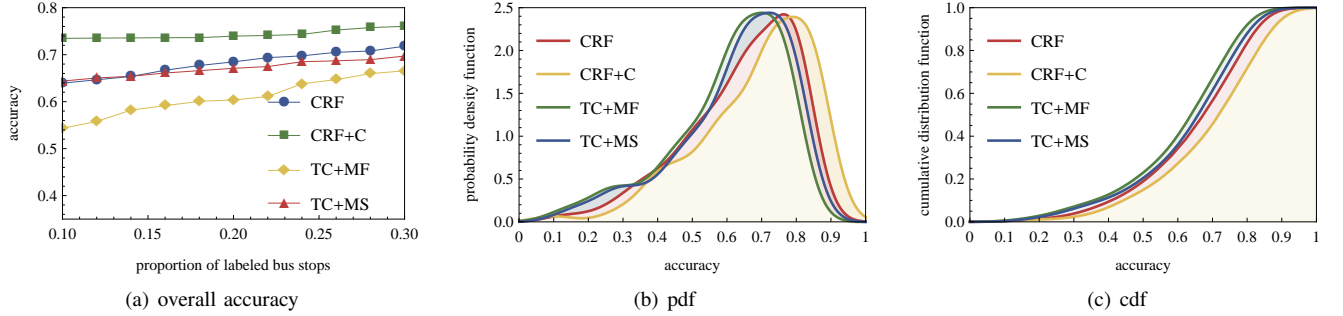 0.8
0.7
0.6
0.5
0.4
accuracy
CRF
CRF+C
TC+MF
TC+MS
0.10 0.15 0.20 0.25 0.30
proportion of labeled bus stops
(a) overall accuracy
2.5
2.0
1.5
1.0
0.5
0.0
probability density function
CRF
CRF+C
TC+MF
TC+MS
0 0.1 0.2 0.3 0.4 0.5 0.6 0.7 0.8 0.9 1
accuracy
(b) pdf
1.0
0.8
0.6
0.4
0.2
0.0
cumulative distribution function
CRF
CRF+C
TC+MF
TC+MS
0 0.1 0.2 0.3 0.4 0.5 0.6 0.7 0.8 0.9 1
accuracy
(c) cdf